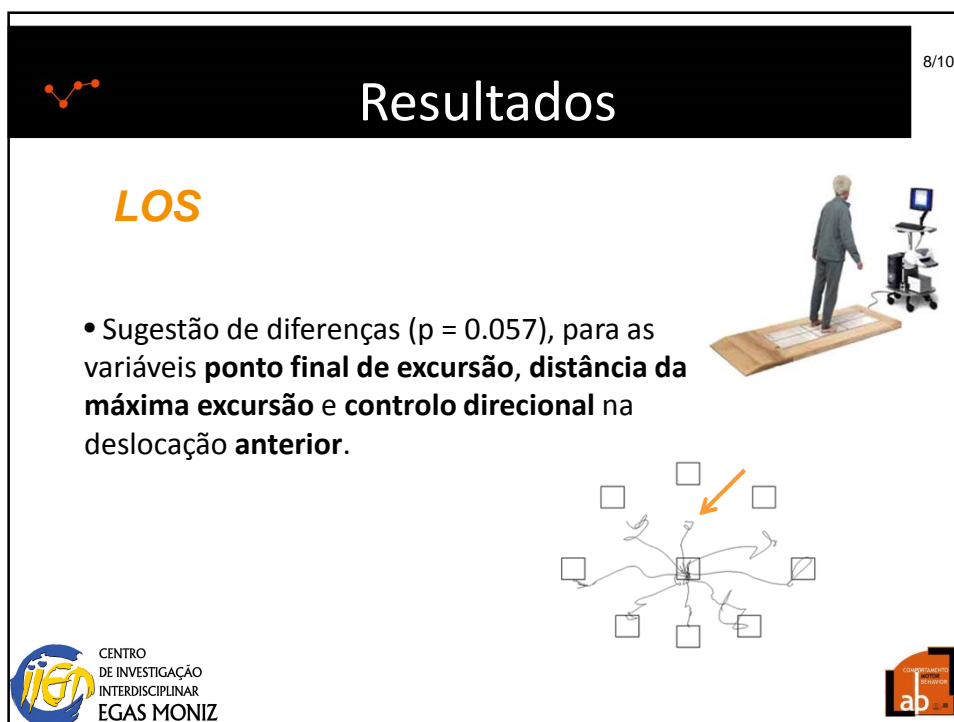 8/10
Resultados
LOS
• Sugestão de diferenças (p = 0.057), para as
variáveis ponto final de excursão, distância da
máxima excursão e controlo direcional na
deslocação anterior.
CENTRO
DE INVESTIGAÇÃO
INTERDISCIPLINAR
EGAS MONIZ
COMPORTAMENTO
MOTOR
BEHAVIOR
ab